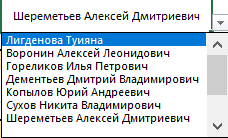 Шереметьев Алексей Дмитриевич
Лигденова Туяна
Воронин Алексей Леонидович
Гореликов Илья Петрович
Дементьев Дмитрий Владимирович
Копылов Юрий Андреевич
Сухов Никита Владимирович
Шереметьев Алексей Дмитриевич